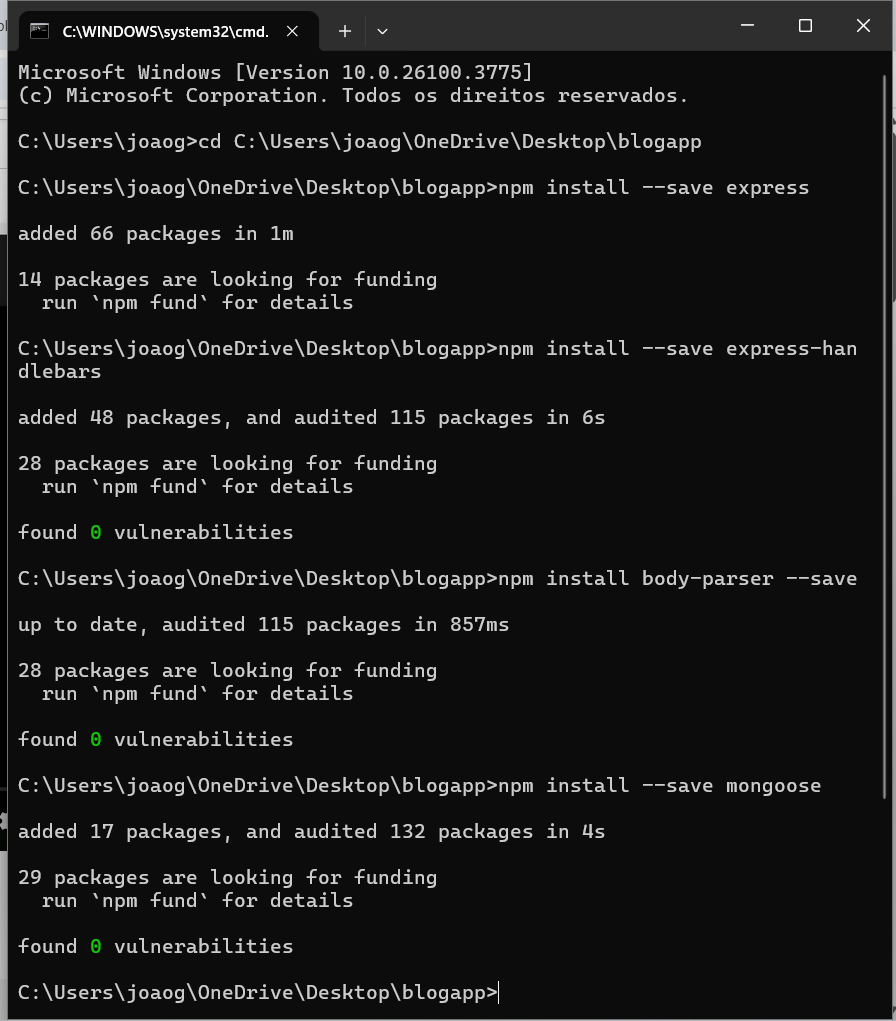 C:\WINDOWS\system32\cmd.
Microsoft Windows [Version 10.0.26100.3775]
(c) Microsoft Corporation. Todos os direitos reservados.
C:\Users\joaog>cd C:\Users\joaog\OneDrive\Desktop\blogapp
C:\Users\joaog\OneDrive\Desktop\blogapp>npm install --save express
added 66 packages in 1m
14 packages are looking for funding
  run `npm fund` for details
C:\Users\joaog\OneDrive\Desktop\blogapp>npm install --save express-han
dlebars
added 48 packages, and audited 115 packages in 6s
28 packages are looking for funding
  run `npm fund` for details
found 0 vulnerabilities
C:\Users\joaog\OneDrive\Desktop\blogapp>npm install body-parser --save
up to date, audited 115 packages in 857ms
28 packages are looking for funding
  run `npm fund` for details
found 0 vulnerabilities
C:\Users\joaog\OneDrive\Desktop\blogapp>npm install --save mongoose
added 17 packages, and audited 132 packages in 4s
29 packages are looking for funding
  run `npm fund` for details
found 0 vulnerabilities
C:\Users\joaog\OneDrive\Desktop\blogapp>